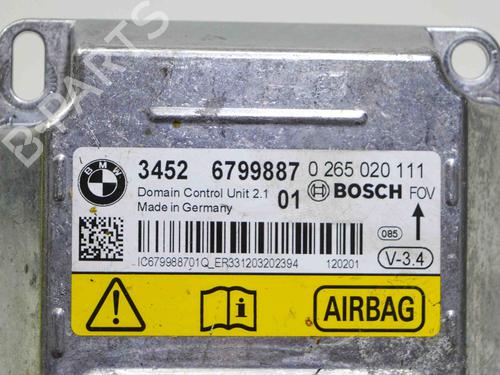 B-PARTS
BMW
3452 6799887 0 265 020 111
Domain Control Unit 2.1 01 BOSCH FOV
Made in Germany
085
V-3.4
IC679988701Q_ER331203202394 120201
AIRBAG